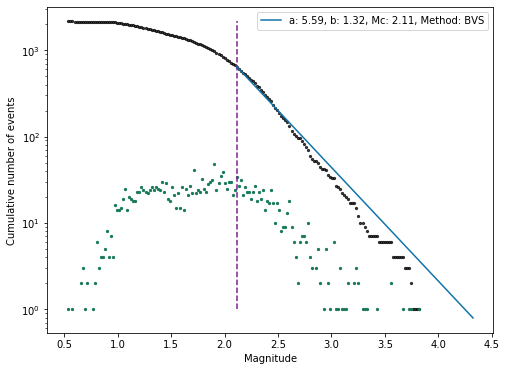 a: 5.59, b: 1.32, Mc: 2.11, Method: BVS
Cumulative number of events
10³
10²
10¹
10⁰
0.5 1.0 1.5 2.0 2.5 3.0 3.5 4.0 4.5
Magnitude